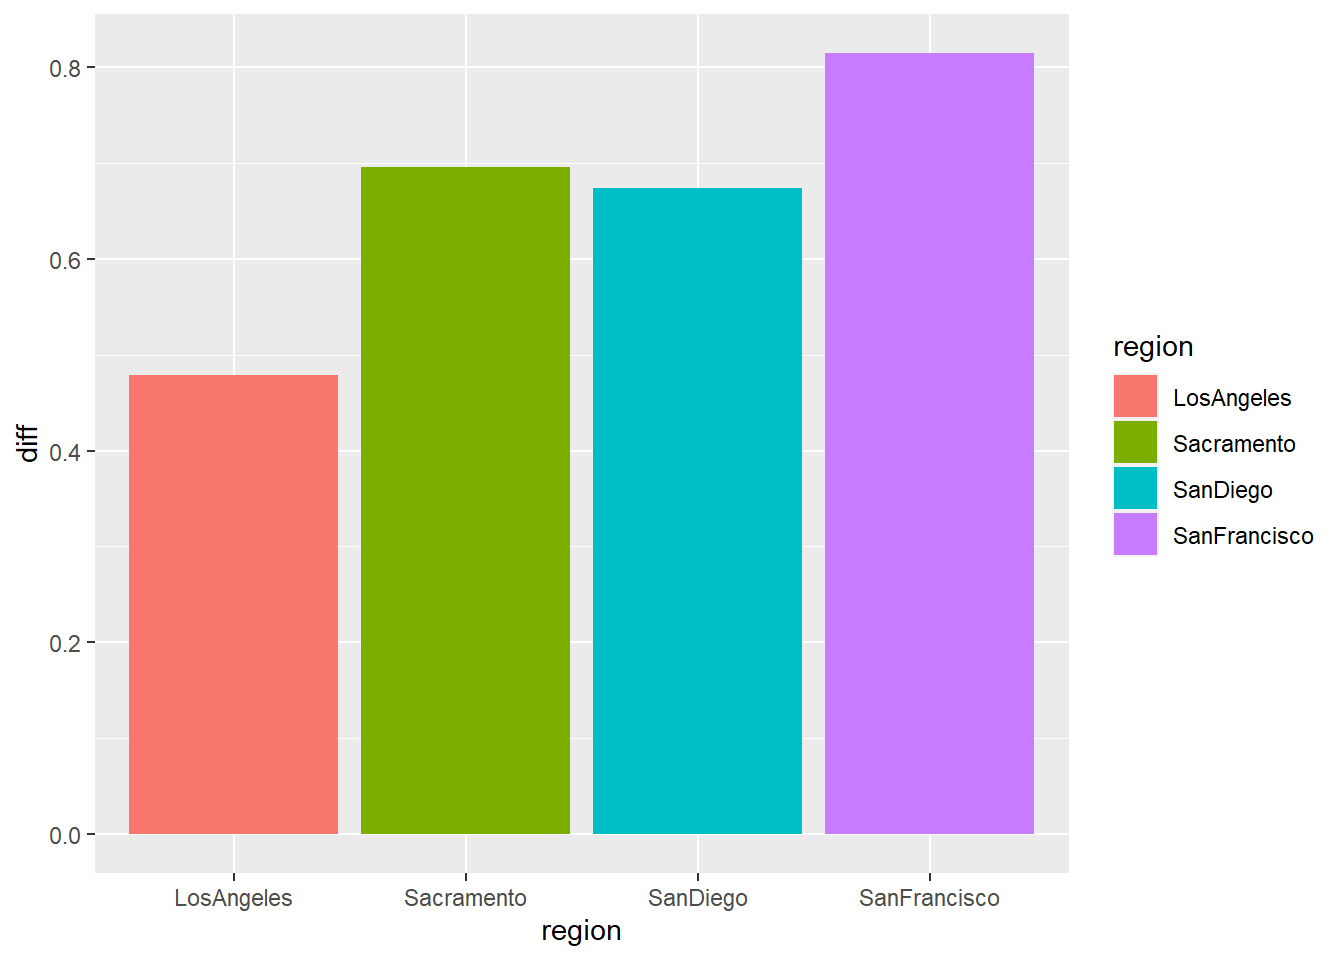 diff
0.8
0.6
0.4
0.2
0.0
LosAngeles
Sacramento
SanDiego
SanFrancisco
region
region
LosAngeles
Sacramento
SanDiego
SanFrancisco